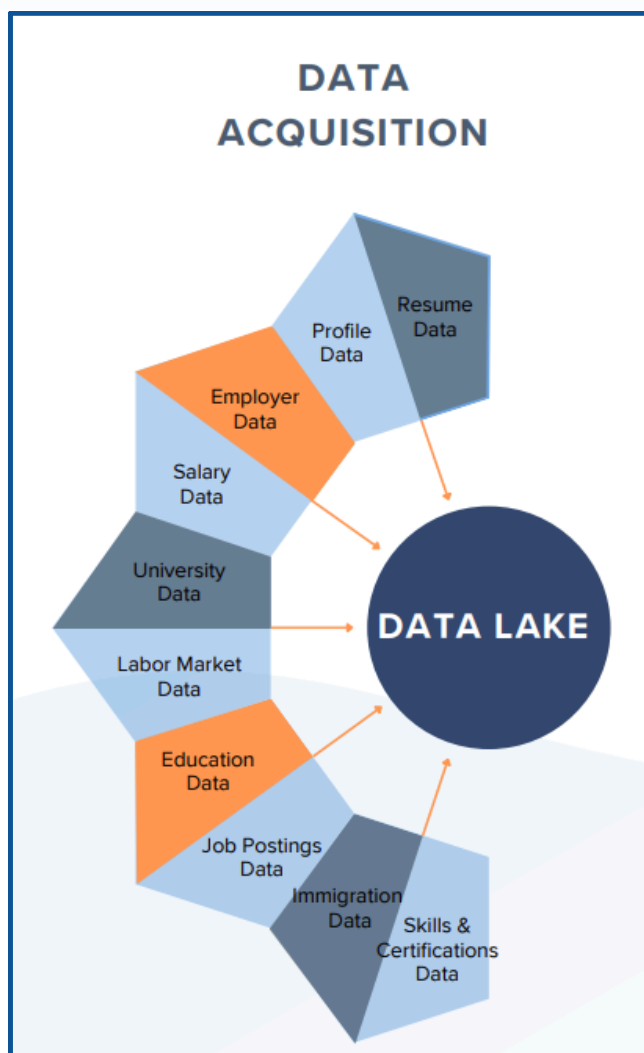 DATA
ACQUISITION
Resume
Data
Profile
Data
Employer
Data
Salary
Data
University
Data
DATA LAKE
Labor Market
Data
Education
Data
Job Postings
Data
Immigration
Data
Skills &
Certifications
Data